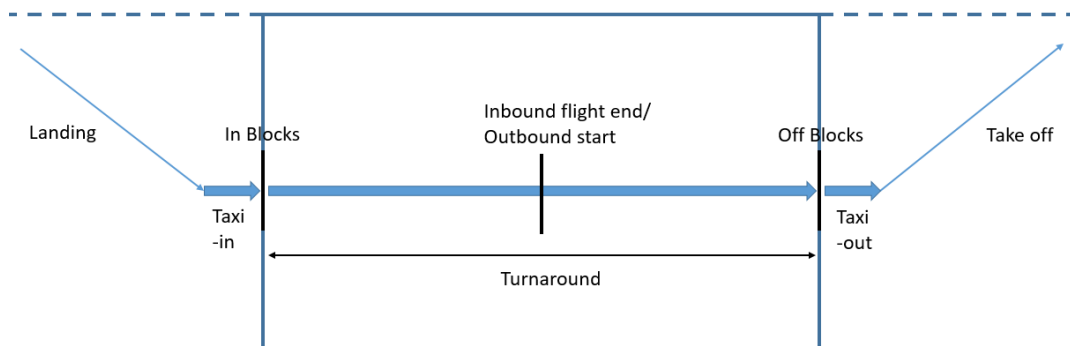 Landing
In Blocks
Inbound flight end/
Outbound start
Off Blocks
Take off
Taxi
-in
Taxi
-out
Turnaround